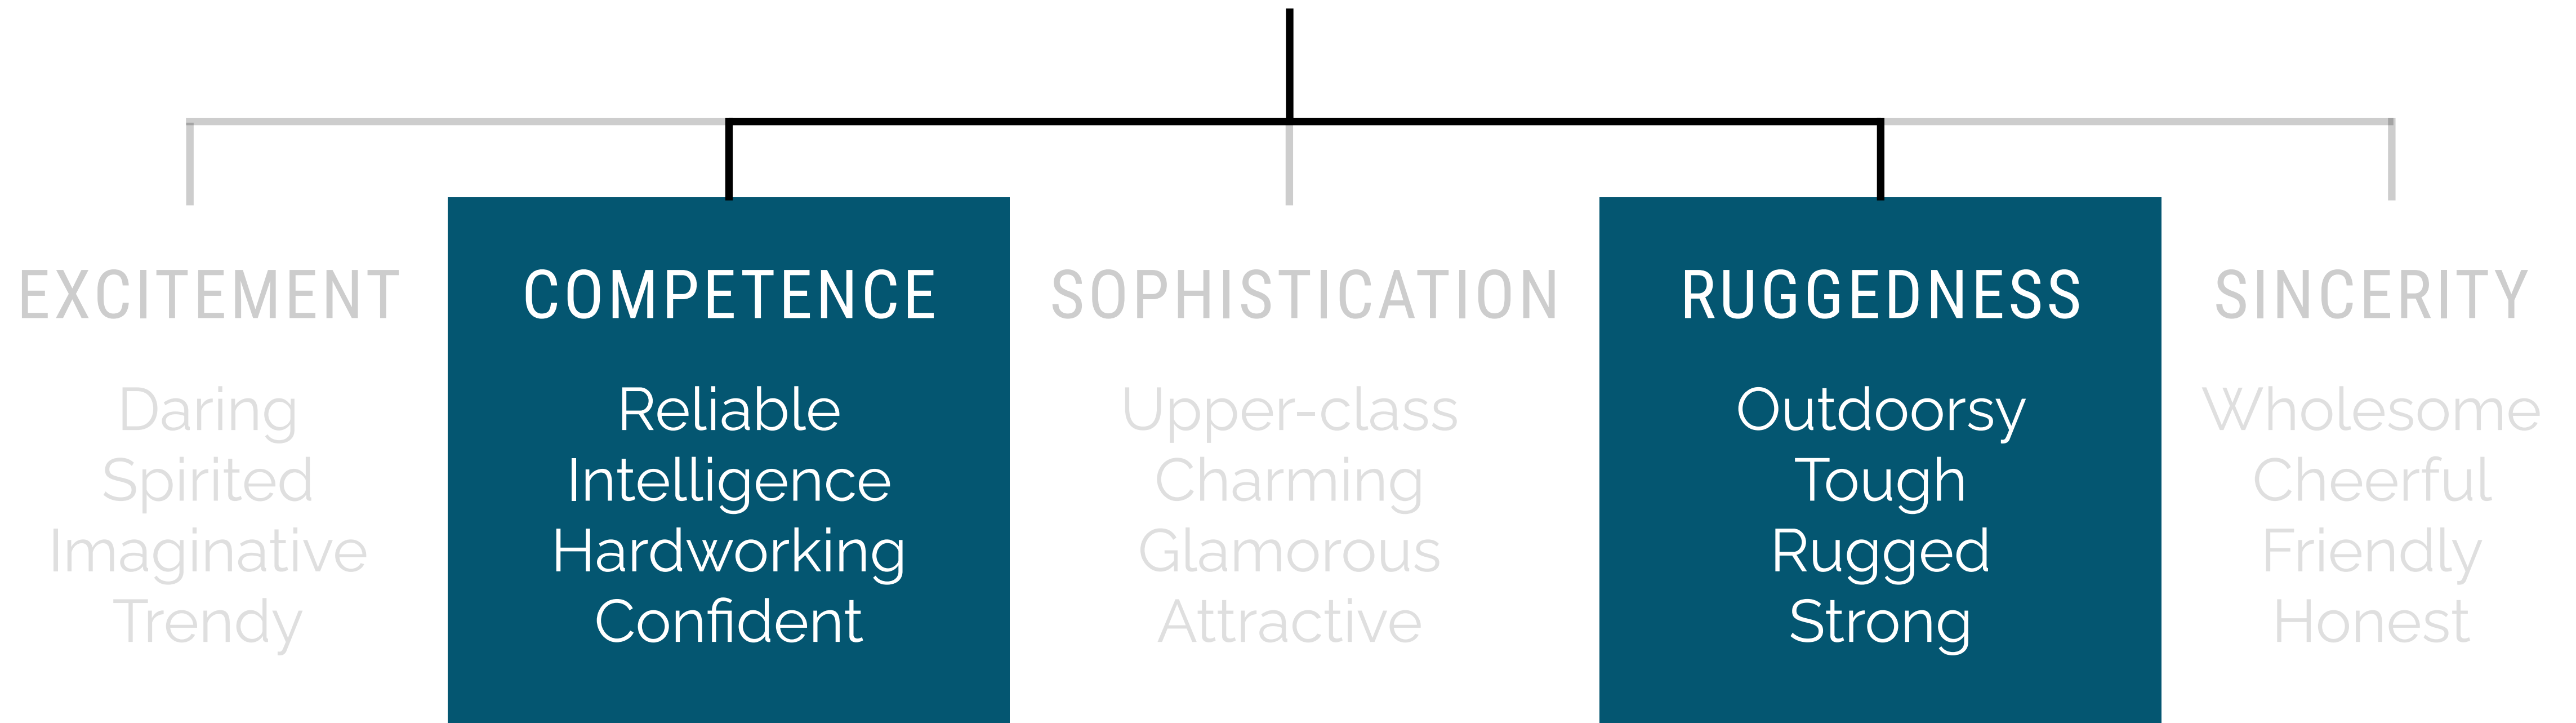 EXCITEMENT
Daring
Spirited
Imaginative
Trendy
COMPETENCE
Reliable
Intelligence
Hardworking
Confident
SOPHISTICATION
Upper-class
Charming
Glamorous
Attractive
RUGGEDNESS
Outdoorsy
Tough
Rugged
Strong
SINCERITY
Wholesome
Cheerful
Friendly
Honest